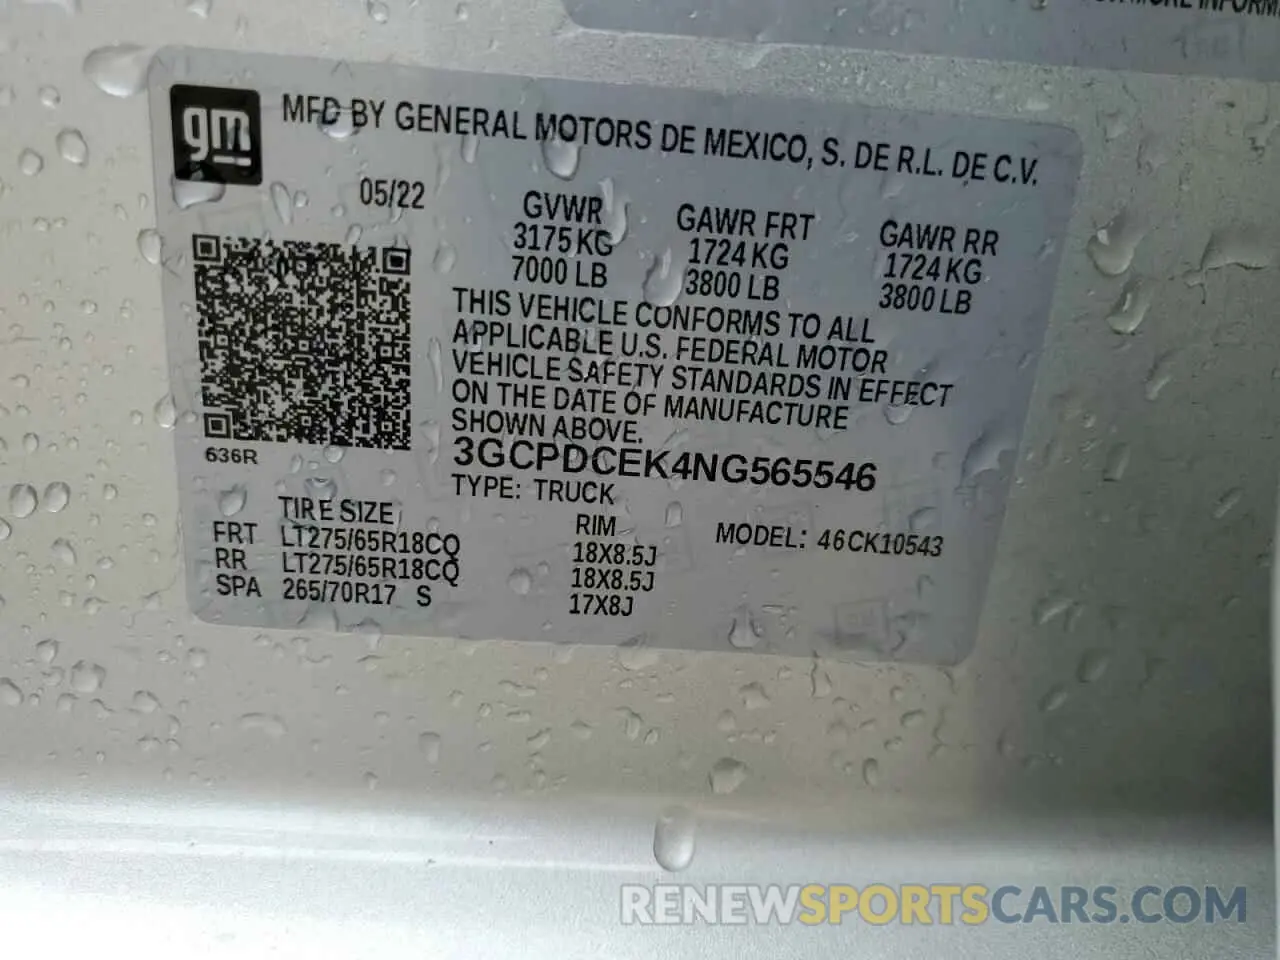 MORE INFORM
gm
MFD BY GENERAL MOTORS DE MEXICO, S. DE R.L. DE C.V.
05/22
GVWR GAWR FRT GAWR RR
3175 KG 1724 KG 1724 KG
7000 LB 3800 LB 3800 LB
THIS VEHICLE CONFORMS TO ALL
APPLICABLE U.S. FEDERAL MOTOR
VEHICLE SAFETY STANDARDS IN EFFECT
ON THE DATE OF MANUFACTURE
SHOWN ABOVE.
636R
3GCPDCEK4NG565546
TYPE: TRUCK
TIRE SIZE RIM MODEL: 46CK10543
FRT LT275/65R18CQ 18X8.5J
RR LT275/65R18CQ 18X8.5J
SPA 265/70R17 S 17X8J
RENEWSPORTSCARS.COM